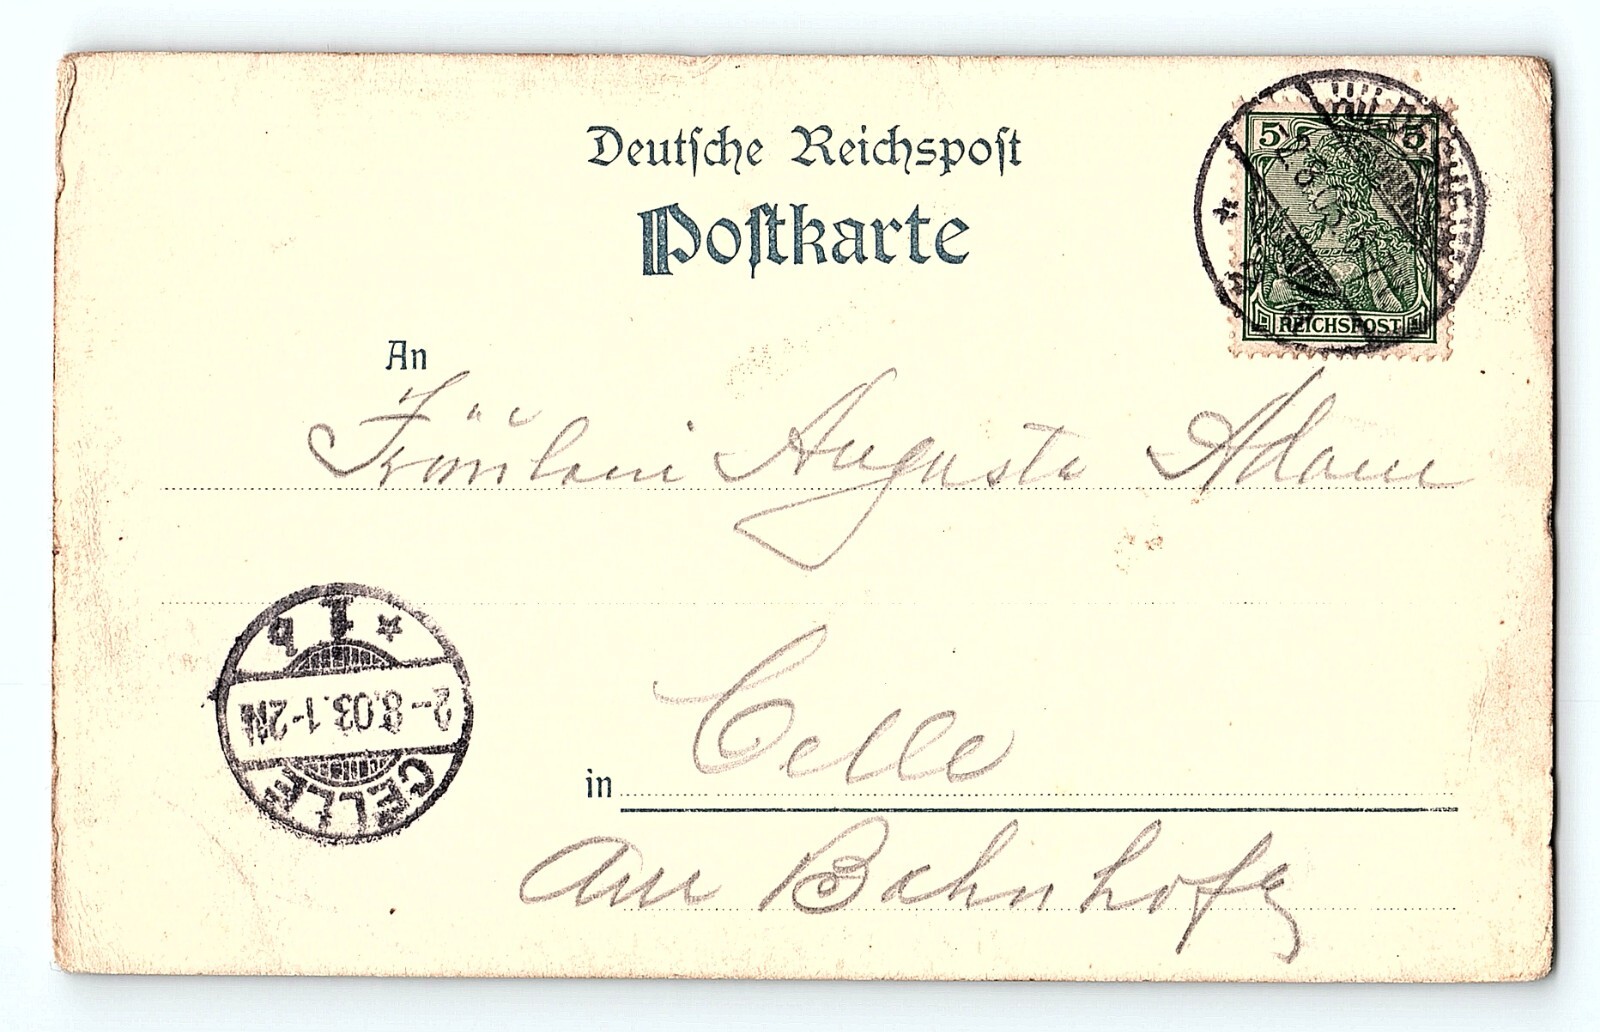 Deutsche Reichspost
Postkarte
5 5
REICHSPOST
An
Fräulein Auguste Adam
in Celle
Am Bahnhof
CELLE
2-8.03.1-2N
* 1 b